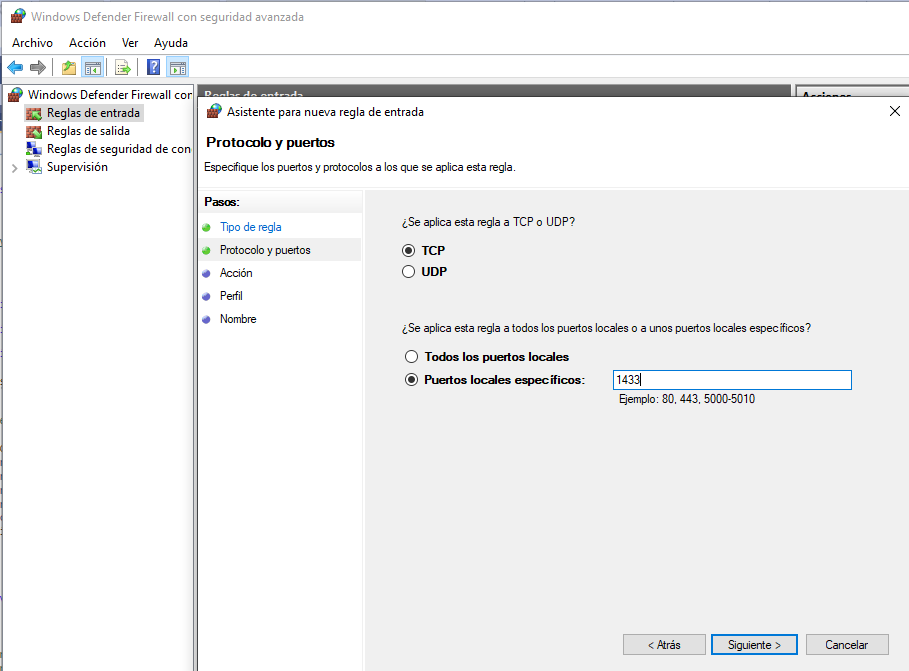 Windows Defender Firewall con seguridad avanzada
Archivo Acción Ver Ayuda
Windows Defender Firewall con
Reglas de entrada
Reglas de salida
Reglas de seguridad de con
Supervisión
Reglas de entrada
Acciones
Asistente para nueva regla de entrada
Protocolo y puertos
Especifique los puertos y protocolos a los que se aplica esta regla.
Pasos:
Tipo de regla
Protocolo y puertos
Acción
Perfil
Nombre
¿Se aplica esta regla a TCP o UDP?
TCP
UDP
¿Se aplica esta regla a todos los puertos locales o a unos puertos locales específicos?
Todos los puertos locales
Puertos locales específicos: 1433
Ejemplo: 80, 443, 5000-5010
< Atrás Siguiente > Cancelar